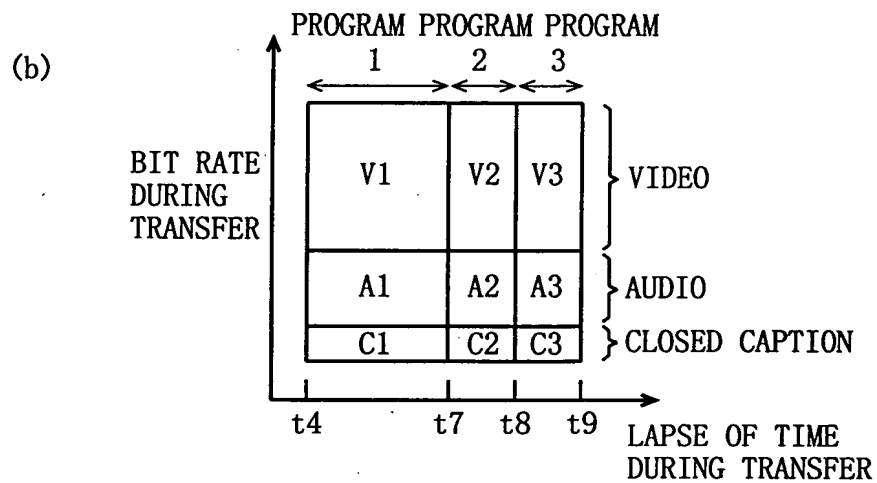 (b)
PROGRAM PROGRAM PROGRAM
1 2 3
BIT RATE
DURING
TRANSFER
V1 V2 V3
VIDEO
A1 A2 A3
AUDIO
C1 C2 C3
CLOSED CAPTION
t4 t7 t8 t9
LAPSE OF TIME
DURING TRANSFER